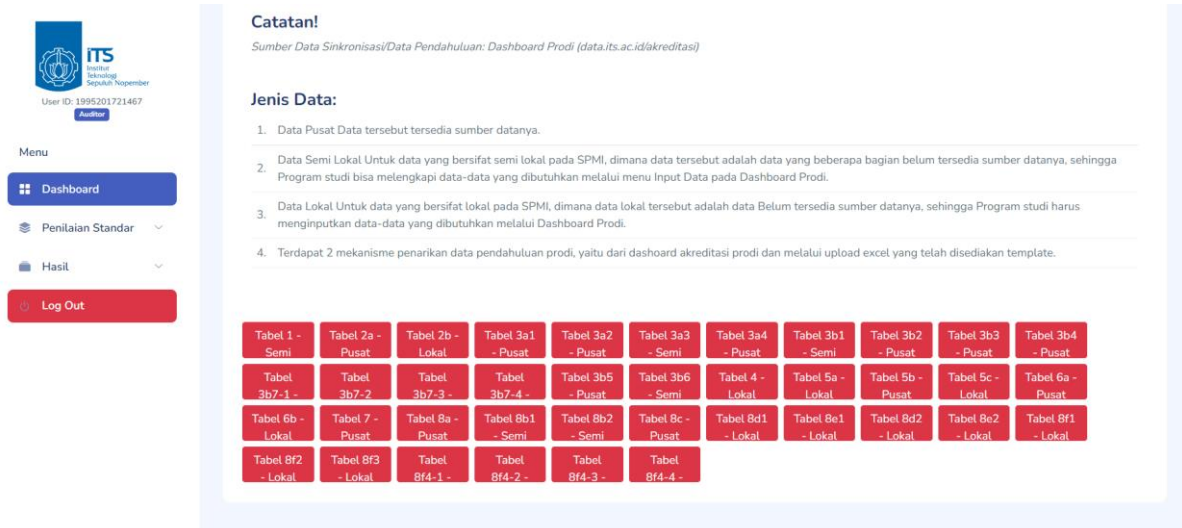 ITS
Institut
Teknologi
Sepuluh Nopember
User ID: 1995201721467
Auditor
Menu
Dashboard
Penilaian Standar
Hasil
Log Out
Catatan!
Sumber Data Sinkronisasi/Data Pendahuluan: Dashboard Prodi (data.its.ac.id/akreditasi)
Jenis Data:
1. Data Pusat Data tersebut tersedia sumber datanya.
2. Data Semi Lokal Untuk data yang bersifat semi lokal pada SPMI, dimana data tersebut adalah data yang beberapa bagian belum tersedia sumber datanya, sehingga
Program studi bisa melengkapi data-data yang dibutuhkan melalui menu Input Data pada Dashboard Prodi.
3. Data Lokal Untuk data yang bersifat lokal pada SPMI, dimana data lokal tersebut adalah data Belum tersedia sumber datanya, sehingga Program studi harus
menginputkan data-data yang dibutuhkan melalui Dashboard Prodi.
4. Terdapat 2 mekanisme penarikan data pendahuluan prodi, yaitu dari dashoard akreditasi prodi dan melalui upload excel yang telah disediakan template.
Tabel 1 -
Semi
Tabel 2a -
Pusat
Tabel 2b -
Lokal
Tabel 3a1
- Pusat
Tabel 3a2
- Pusat
Tabel 3a3
- Semi
Tabel 3a4
- Pusat
Tabel 3b1
- Semi
Tabel 3b2
- Pusat
Tabel 3b3
- Pusat
Tabel 3b4
- Pusat
Tabel
3b7-1 -
Tabel
3b7-2
Tabel
3b7-3 -
Tabel
3b7-4 -
Tabel 3b5
- Pusat
Tabel 3b6
- Semi
Tabel 4 -
Lokal
Tabel 5a -
Lokal
Tabel 5b -
Pusat
Tabel 5c -
Lokal
Tabel 6a -
Pusat
Tabel 6b -
Lokal
Tabel 7 -
Pusat
Tabel 8a -
Pusat
Tabel 8b1
- Semi
Tabel 8b2
- Semi
Tabel 8c -
Pusat
Tabel 8d1
- Lokal
Tabel 8e1
- Lokal
Tabel 8d2
- Lokal
Tabel 8e2
- Lokal
Tabel 8f1
- Lokal
Tabel 8f2
- Lokal
Tabel 8f3
- Lokal
Tabel
8f4-1 -
Tabel
8f4-2 -
Tabel
8f4-3 -
Tabel
8f4-4 -